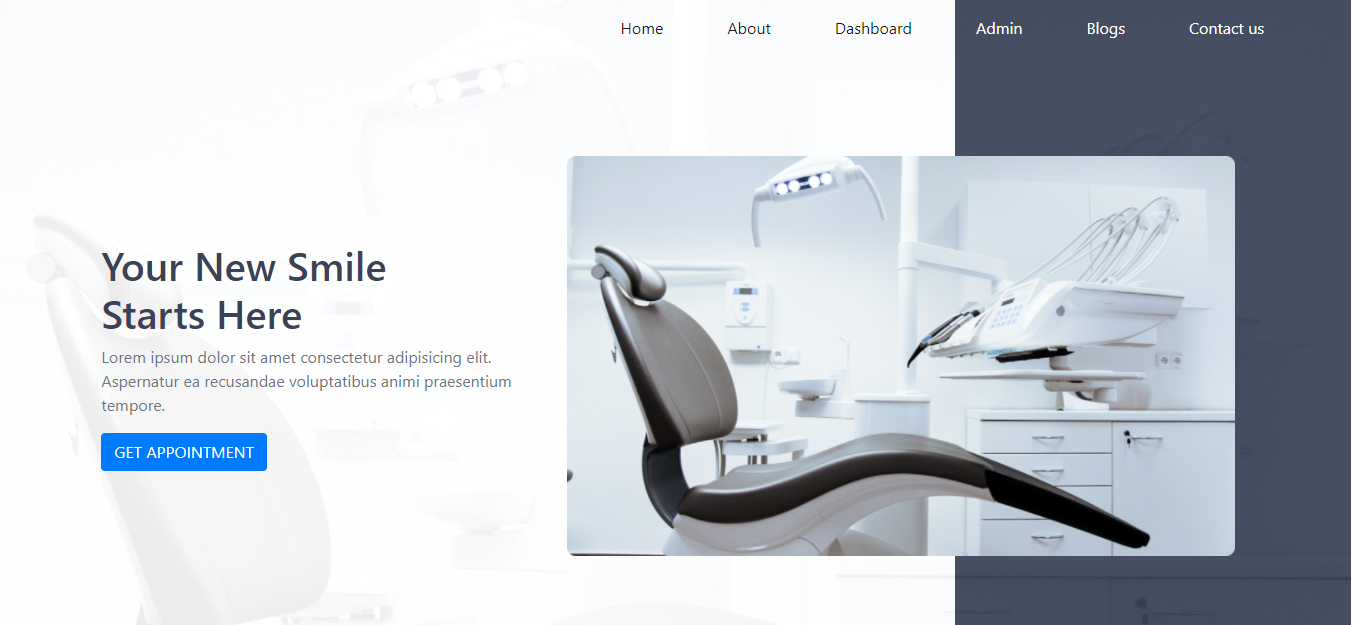 Home About Dashboard Admin Blogs Contact us
Your New Smile
Starts Here
Lorem ipsum dolor sit amet consectetur adipisicing elit.
Aspernatur ea recusandae voluptatibus animi praesentium
tempore.
GET APPOINTMENT